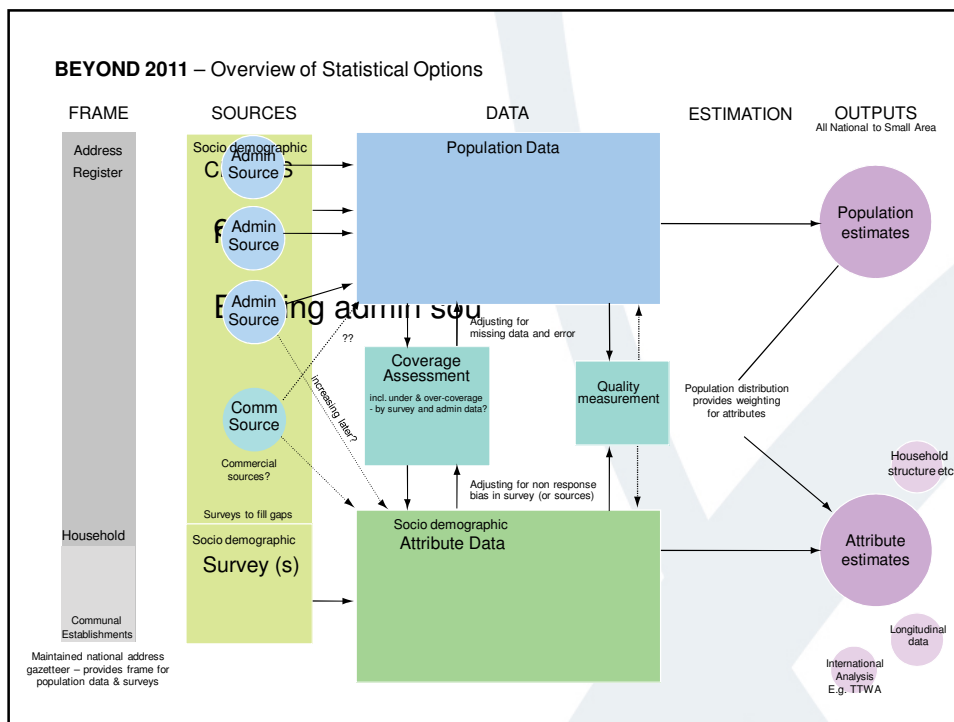 BEYOND 2011 – Overview of Statistical Options
FRAME
SOURCES
DATA
ESTIMATION
OUTPUTS
All National to Small Area
Address
Register
Household
Communal
Establishments
Maintained national address
gazetteer – provides frame for
population data & surveys
Socio demographic
Admin
Source
Admin
Source
Admin
Source
admin sou
Comm
Source
Commercial
sources?
Surveys to fill gaps
Socio demographic
Survey (s)
??
increasing later?
Population Data
Adjusting for
missing data and error
Coverage
Assessment
incl. under & over-coverage
- by survey and admin data?
Quality
measurement
Adjusting for non response
bias in survey (or sources)
Socio demographic
Attribute Data
Population
estimates
Population distribution
provides weighting
for attributes
Household
structure etc
Attribute
estimates
Longitudinal
data
International
Analysis
E.g. TTWA